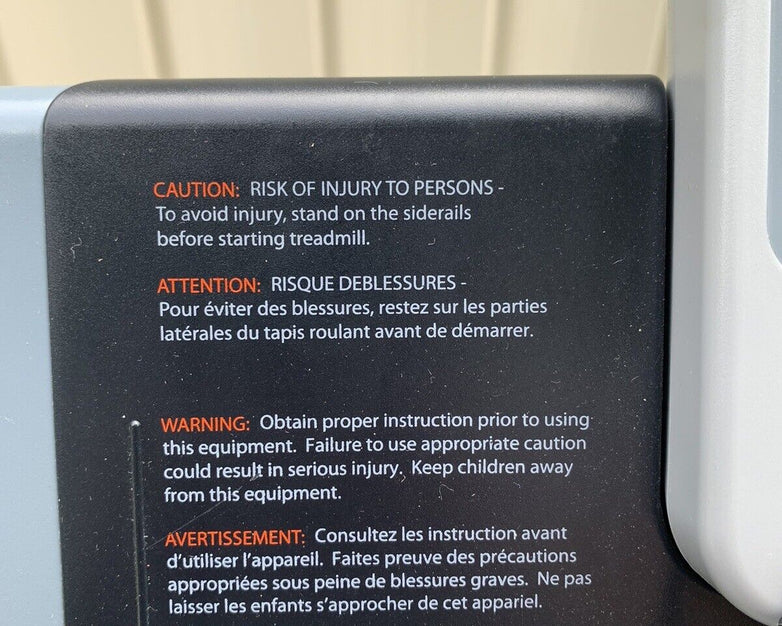 CAUTION: RISK OF INJURY TO PERSONS -
To avoid injury, stand on the siderails
before starting treadmill.
ATTENTION: RISQUE DEBLESSURES -
Pour éviter des blessures, restez sur les parties
latérales du tapis roulant avant de démarrer.
WARNING: Obtain proper instruction prior to using
this equipment. Failure to use appropriate caution
could result in serious injury. Keep children away
from this equipment.
AVERTISSEMENT: Consultez les instruction avant
d'utiliser l'appareil. Faites preuve des précautions
appropriées sous peine de blessures graves. Ne pas
laisser les enfants s'approcher de cet appariel.